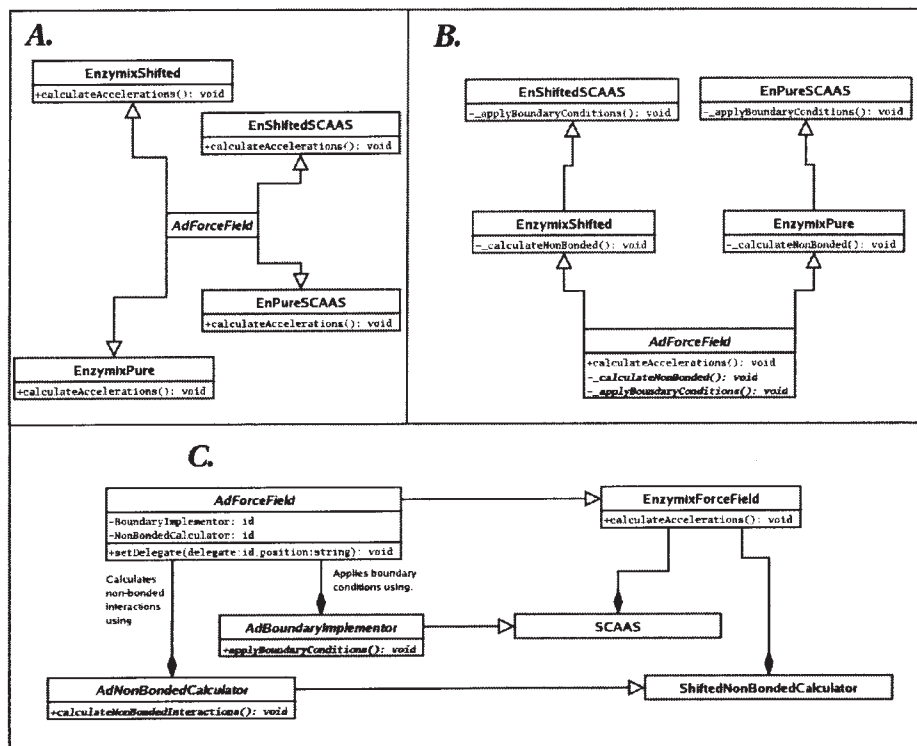 A.
EnzymixShifted
+calculateAccelerations(): void
EnShiftedSCAAS
+calculateAccelerations(): void
AdForceField
EnPureSCAAS
+calculateAccelerations(): void
EnzymixPure
+calculateAccelerations(): void
B.
EnShiftedSCAAS
-_applyBoundaryConditions(): void
EnPureSCAAS
-_applyBoundaryConditions(): void
EnzymixShifted
-_calculateNonBonded(): void
EnzymixPure
-_calculateNonBonded(): void
AdForceField
+calculateAccelerations(): void
-_calculateNonBonded(): void
-_applyBoundaryConditions(): void
C.
AdForceField
-BoundaryImplementor: id
-NonBondedCalculator: id
+setDelegate(delegate:id,position:string): void
EnzymixForceField
+calculateAccelerations(): void
Calculates
non-bonded
interactions
using
Applies boundary
conditions using.
AdBoundaryImplementor
+applyBoundaryConditions(): void
SCAAS
AdNonBondedCalculator
+calculateNonBondedInteractions(): void
ShiftedNonBondedCalculator